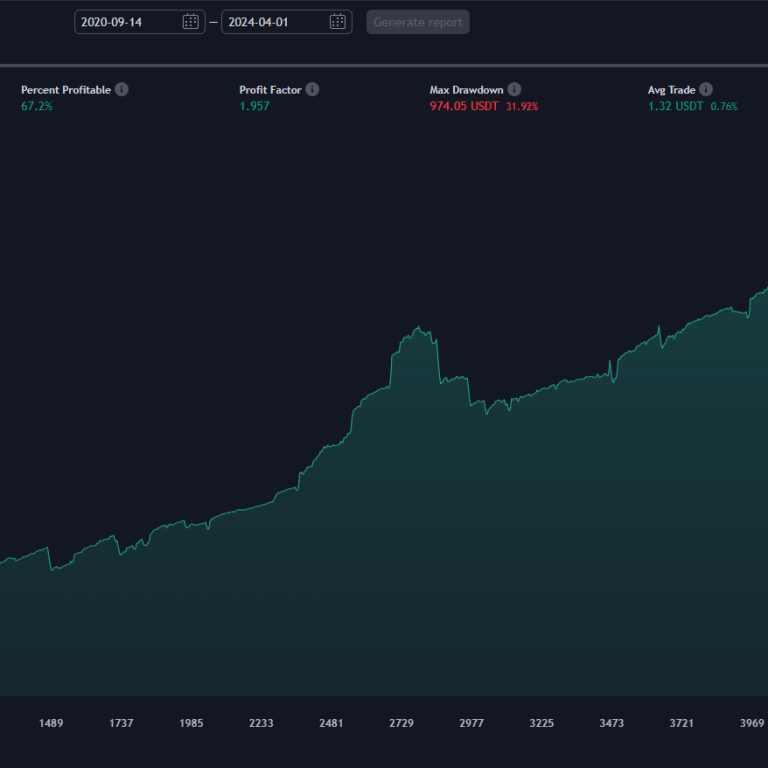 2020-09-14 — 2024-04-01 Generate report
Percent Profitable Profit Factor Max Drawdown Avg Trade
67.2% 1.957 974.05 USDT 31.92% 1.32 USDT 0.76%
1489 1737 1985 2233 2481 2729 2977 3225 3473 3721 3969